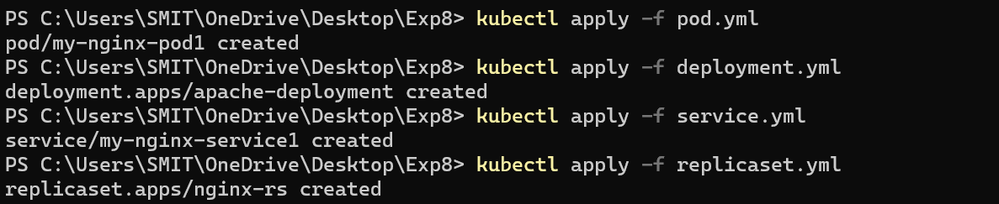 PS C:\Users\SMIT\OneDrive\Desktop\Exp8> kubectl apply -f pod.yml
pod/my-nginx-pod1 created
PS C:\Users\SMIT\OneDrive\Desktop\Exp8> kubectl apply -f deployment.yml
deployment.apps/apache-deployment created
PS C:\Users\SMIT\OneDrive\Desktop\Exp8> kubectl apply -f service.yml
service/my-nginx-service1 created
PS C:\Users\SMIT\OneDrive\Desktop\Exp8> kubectl apply -f replicaset.yml
replicaset.apps/nginx-rs created